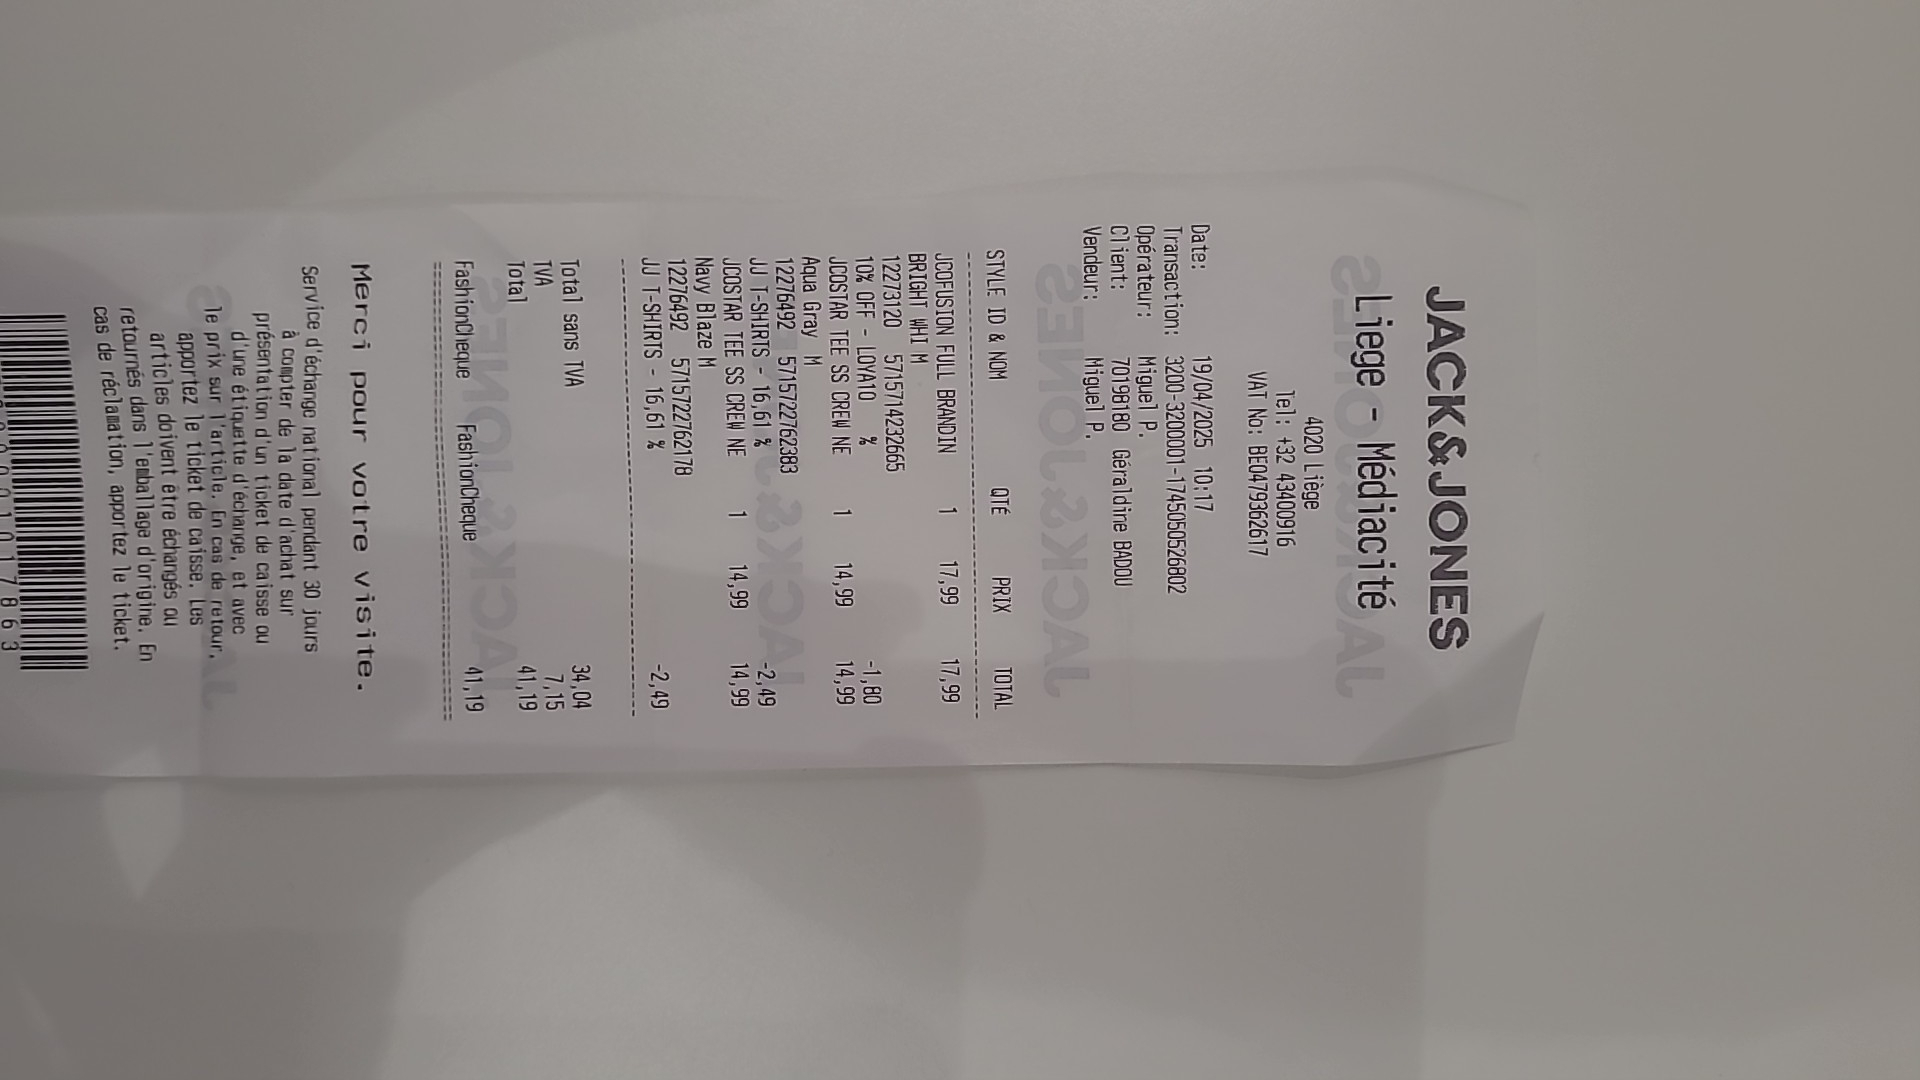 JACK&JONES
Liege - Médiacité
4020 Liège
Tel: +32 43400916
VAT No: BE0479362617
Date: 19/04/2025 10:17
Transaction: 3200-3200001-1745050526802
Opérateur: Miguel P.
Client: 70198180 Géraldine BADOU
Vendeur: Miguel P.
STYLE ID & NOM QTÉ PRIX TOTAL
JCOFUSION FULL BRANDIN 1 17,99 17,99
BRIGHT WHI M
12273120 5715714232665
10% OFF - LOYA10 % -1,80
JCOSTAR TEE SS CREW NE 1 14,99 14,99
Aqua Gray M
12276492 5715722762383
JJ T-SHIRTS - 16,61 % -2,49
JCOSTAR TEE SS CREW NE 1 14,99 14,99
Navy Blaze M
12276492 5715722762178
JJ T-SHIRTS - 16,61 % -2,49
Total sans TVA 34,04
TVA 7,15
Total 41,19
FashionCheque FashionCheque 41,19
Merci pour votre visite.
Service d'échange national pendant 30 jours
à compter de la date d'achat sur
présentation d'un ticket de caisse ou
d'une étiquette d'échange, et avec
le prix sur l'article. En cas de retour,
apportez le ticket de caisse. Les
articles doivent être échangés ou
retournés dans l'emballage d'origine. En
cas de réclamation, apportez le ticket.